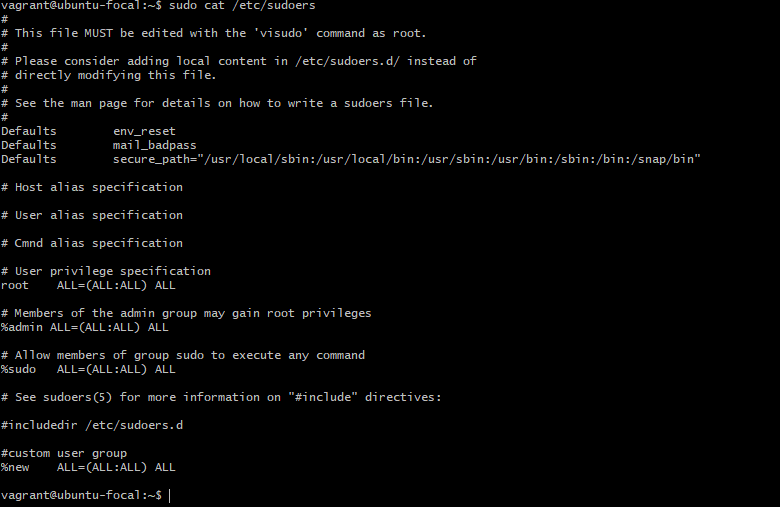 vagrant@ubuntu-focal:~$ sudo cat /etc/sudoers
#
# This file MUST be edited with the 'visudo' command as root.
#
# Please consider adding local content in /etc/sudoers.d/ instead of
# directly modifying this file.
#
# See the man page for details on how to write a sudoers file.
#
Defaults        env_reset
Defaults        mail_badpass
Defaults        secure_path="/usr/local/sbin:/usr/local/bin:/usr/sbin:/usr/bin:/sbin:/bin:/snap/bin"

# Host alias specification

# User alias specification

# Cmnd alias specification

# User privilege specification
root    ALL=(ALL:ALL) ALL

# Members of the admin group may gain root privileges
%admin ALL=(ALL:ALL) ALL

# Allow members of group sudo to execute any command
%sudo   ALL=(ALL:ALL) ALL

# See sudoers(5) for more information on "#include" directives:

#includedir /etc/sudoers.d

#custom user group
%new    ALL=(ALL:ALL) ALL

vagrant@ubuntu-focal:~$